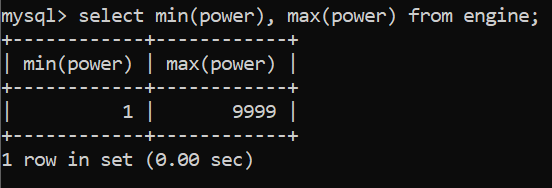 mysql> select min(power), max(power) from engine;
+------------+------------+
| min(power) | max(power) |
+------------+------------+
|          1 |       9999 |
+------------+------------+
1 row in set (0.00 sec)